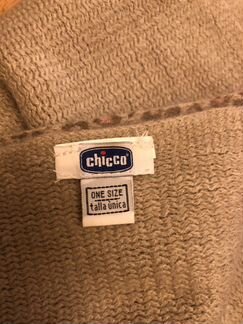 chicco
ONE SIZE
talla única